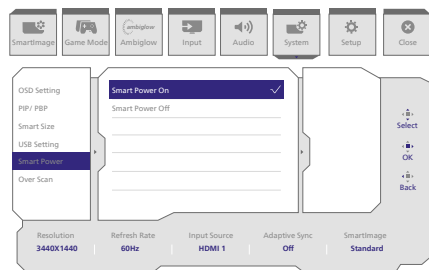 SmartImage
Game Mode
ambiglow
Ambiglow
Input
Audio
System
Setup
Close
OSD Setting
PIP/ PBP
Smart Size
USB Setting
Smart Power
Over Scan
Smart Power On
Smart Power Off
Select
OK
Back
Resolution
3440X1440
Refresh Rate
60Hz
Input Source
HDMI 1
Adaptive Sync
Off
SmartImage
Standard